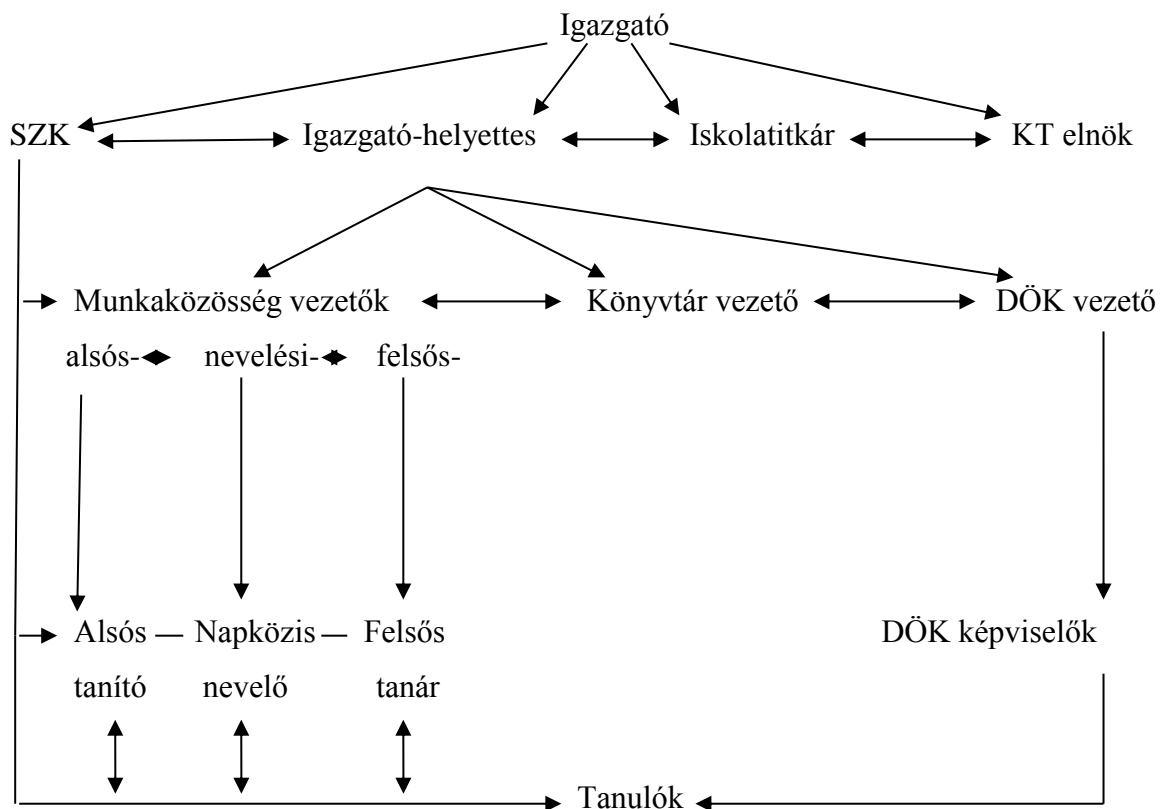 Igazgató
SZK Igazgató-helyettes Iskolatitkár KT elnök
Munkaközösség vezetők Könyvtár vezető DÖK vezető
alsós- nevelési- felsős-
Alsós Napközis Felsős DÖK képviselők
tanító nevelő tanár
Tanulók